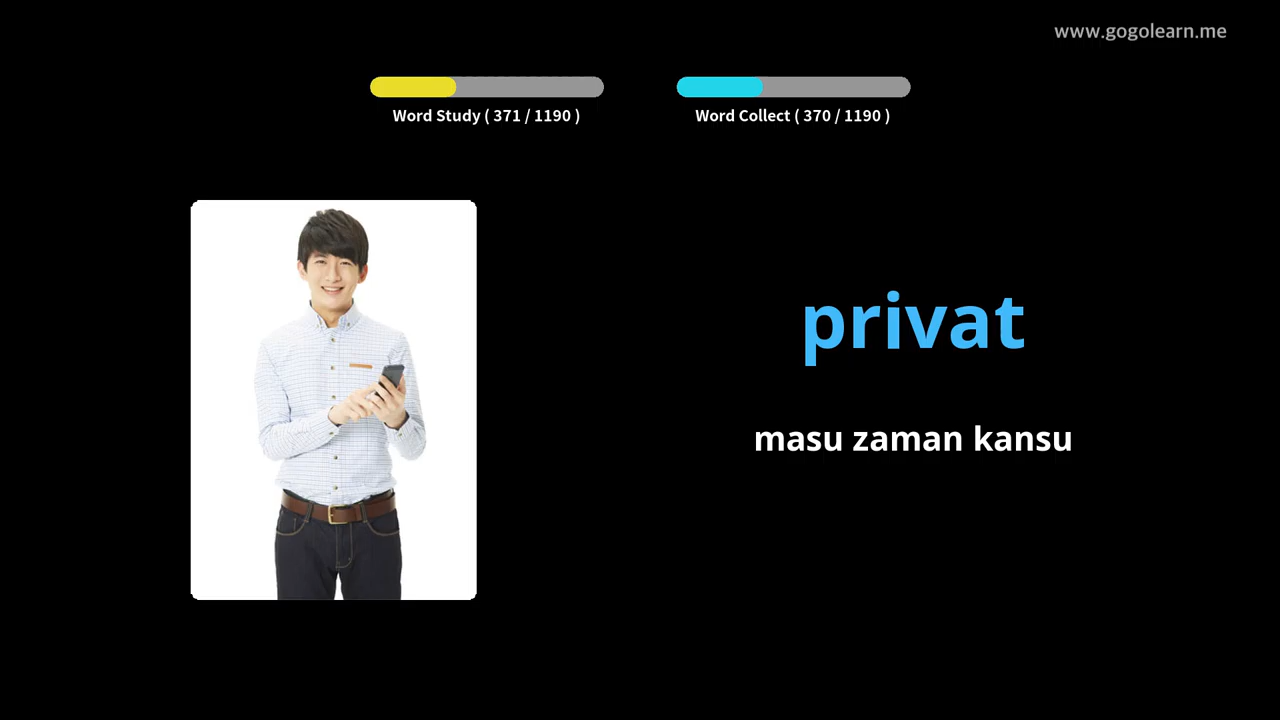 www.gogolearn.me
Word Study ( 371 / 1190 )
Word Collect ( 370 / 1190 )
privat
masu zaman kansu